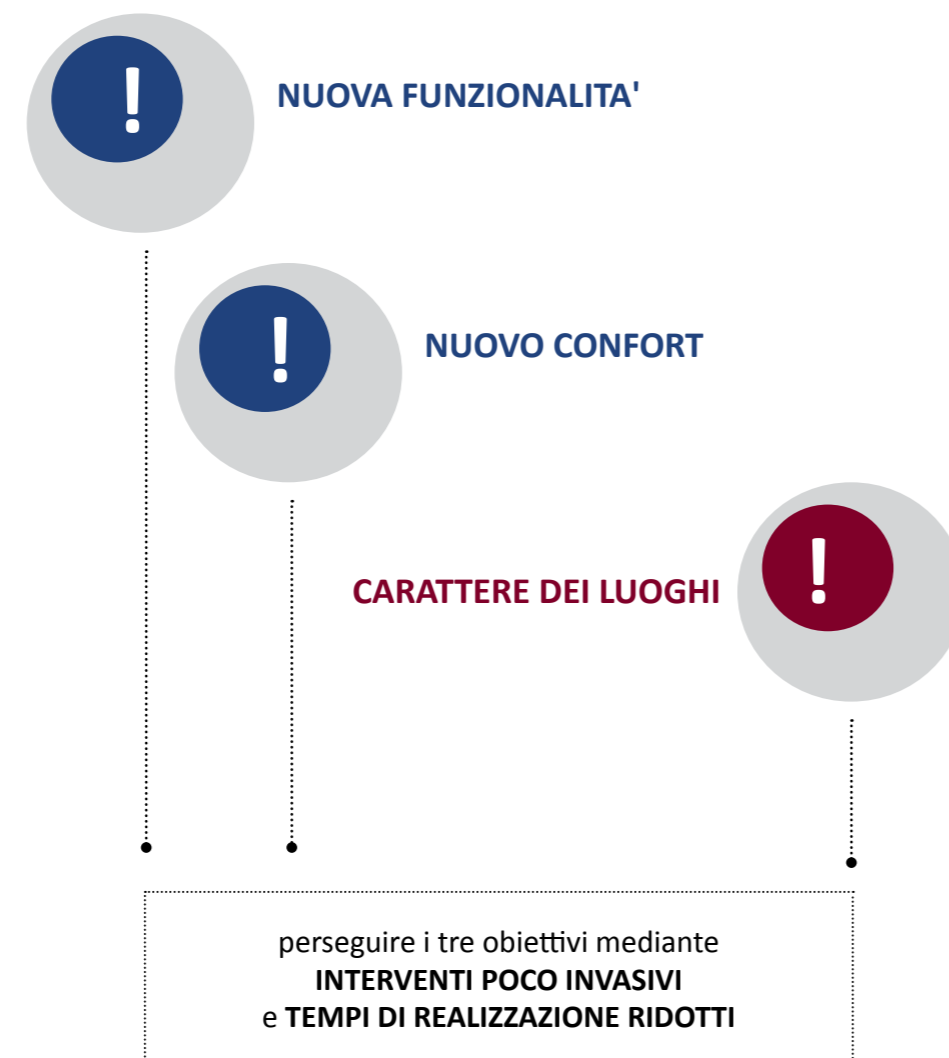 !
NUOVA FUNZIONALITA'
!
NUOVO CONFORT
CARATTERE DEI LUOGHI
!
perseguire i tre obiettivi mediante
INTERVENTI POCO INVASIVI
e TEMPI DI REALIZZAZIONE RIDOTTI